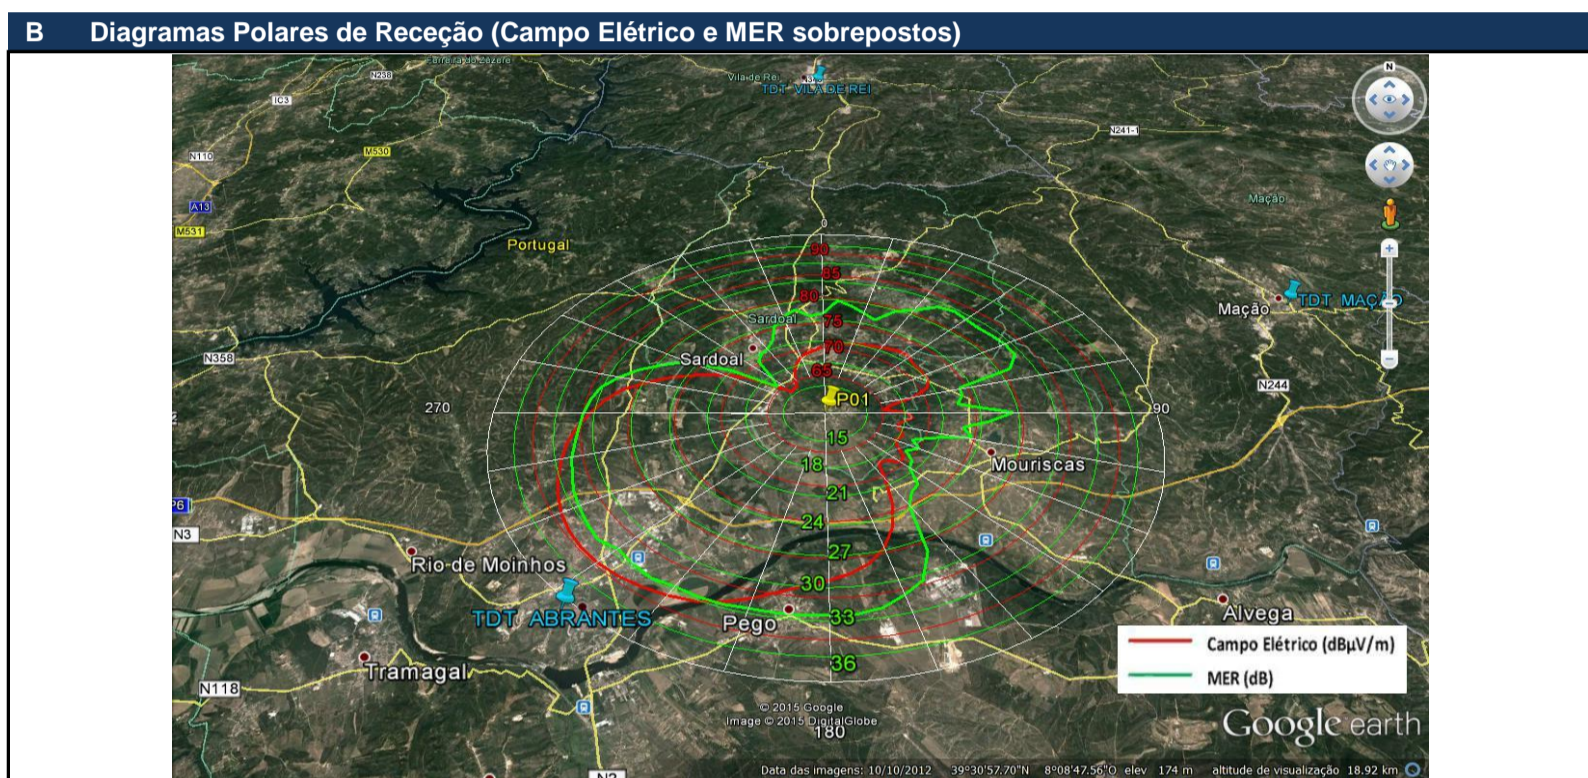 B Diagramas Polares de Receção (Campo Elétrico e MER sobrepostos)
Ferreira do Zêzere
N238
Vila de Rei
TDT VILA DE REI
N
IC3
N241-1
N110
M530
A13
M531
Mação
Portugal
0
90
85
80
75
70
65
TDT MAÇÃO
Mação
Sardoal
Sardoal
N358
N244
P01
270
90
15
18
21
24
27
30
33
36
Mouriscas
N3
Rio de Moinhos
TDT ABRANTES
Pego
Alvega
Tramagal
N118
Campo Elétrico (dBµV/m)
MER (dB)
© 2015 Google
Image © 2015 DigitalGlobe
180
Google earth
N2
Data das imagens: 10/10/2012 39°30'57.70"N 8°08'47.56"O elev 174 m altitude de visualização 18.92 km